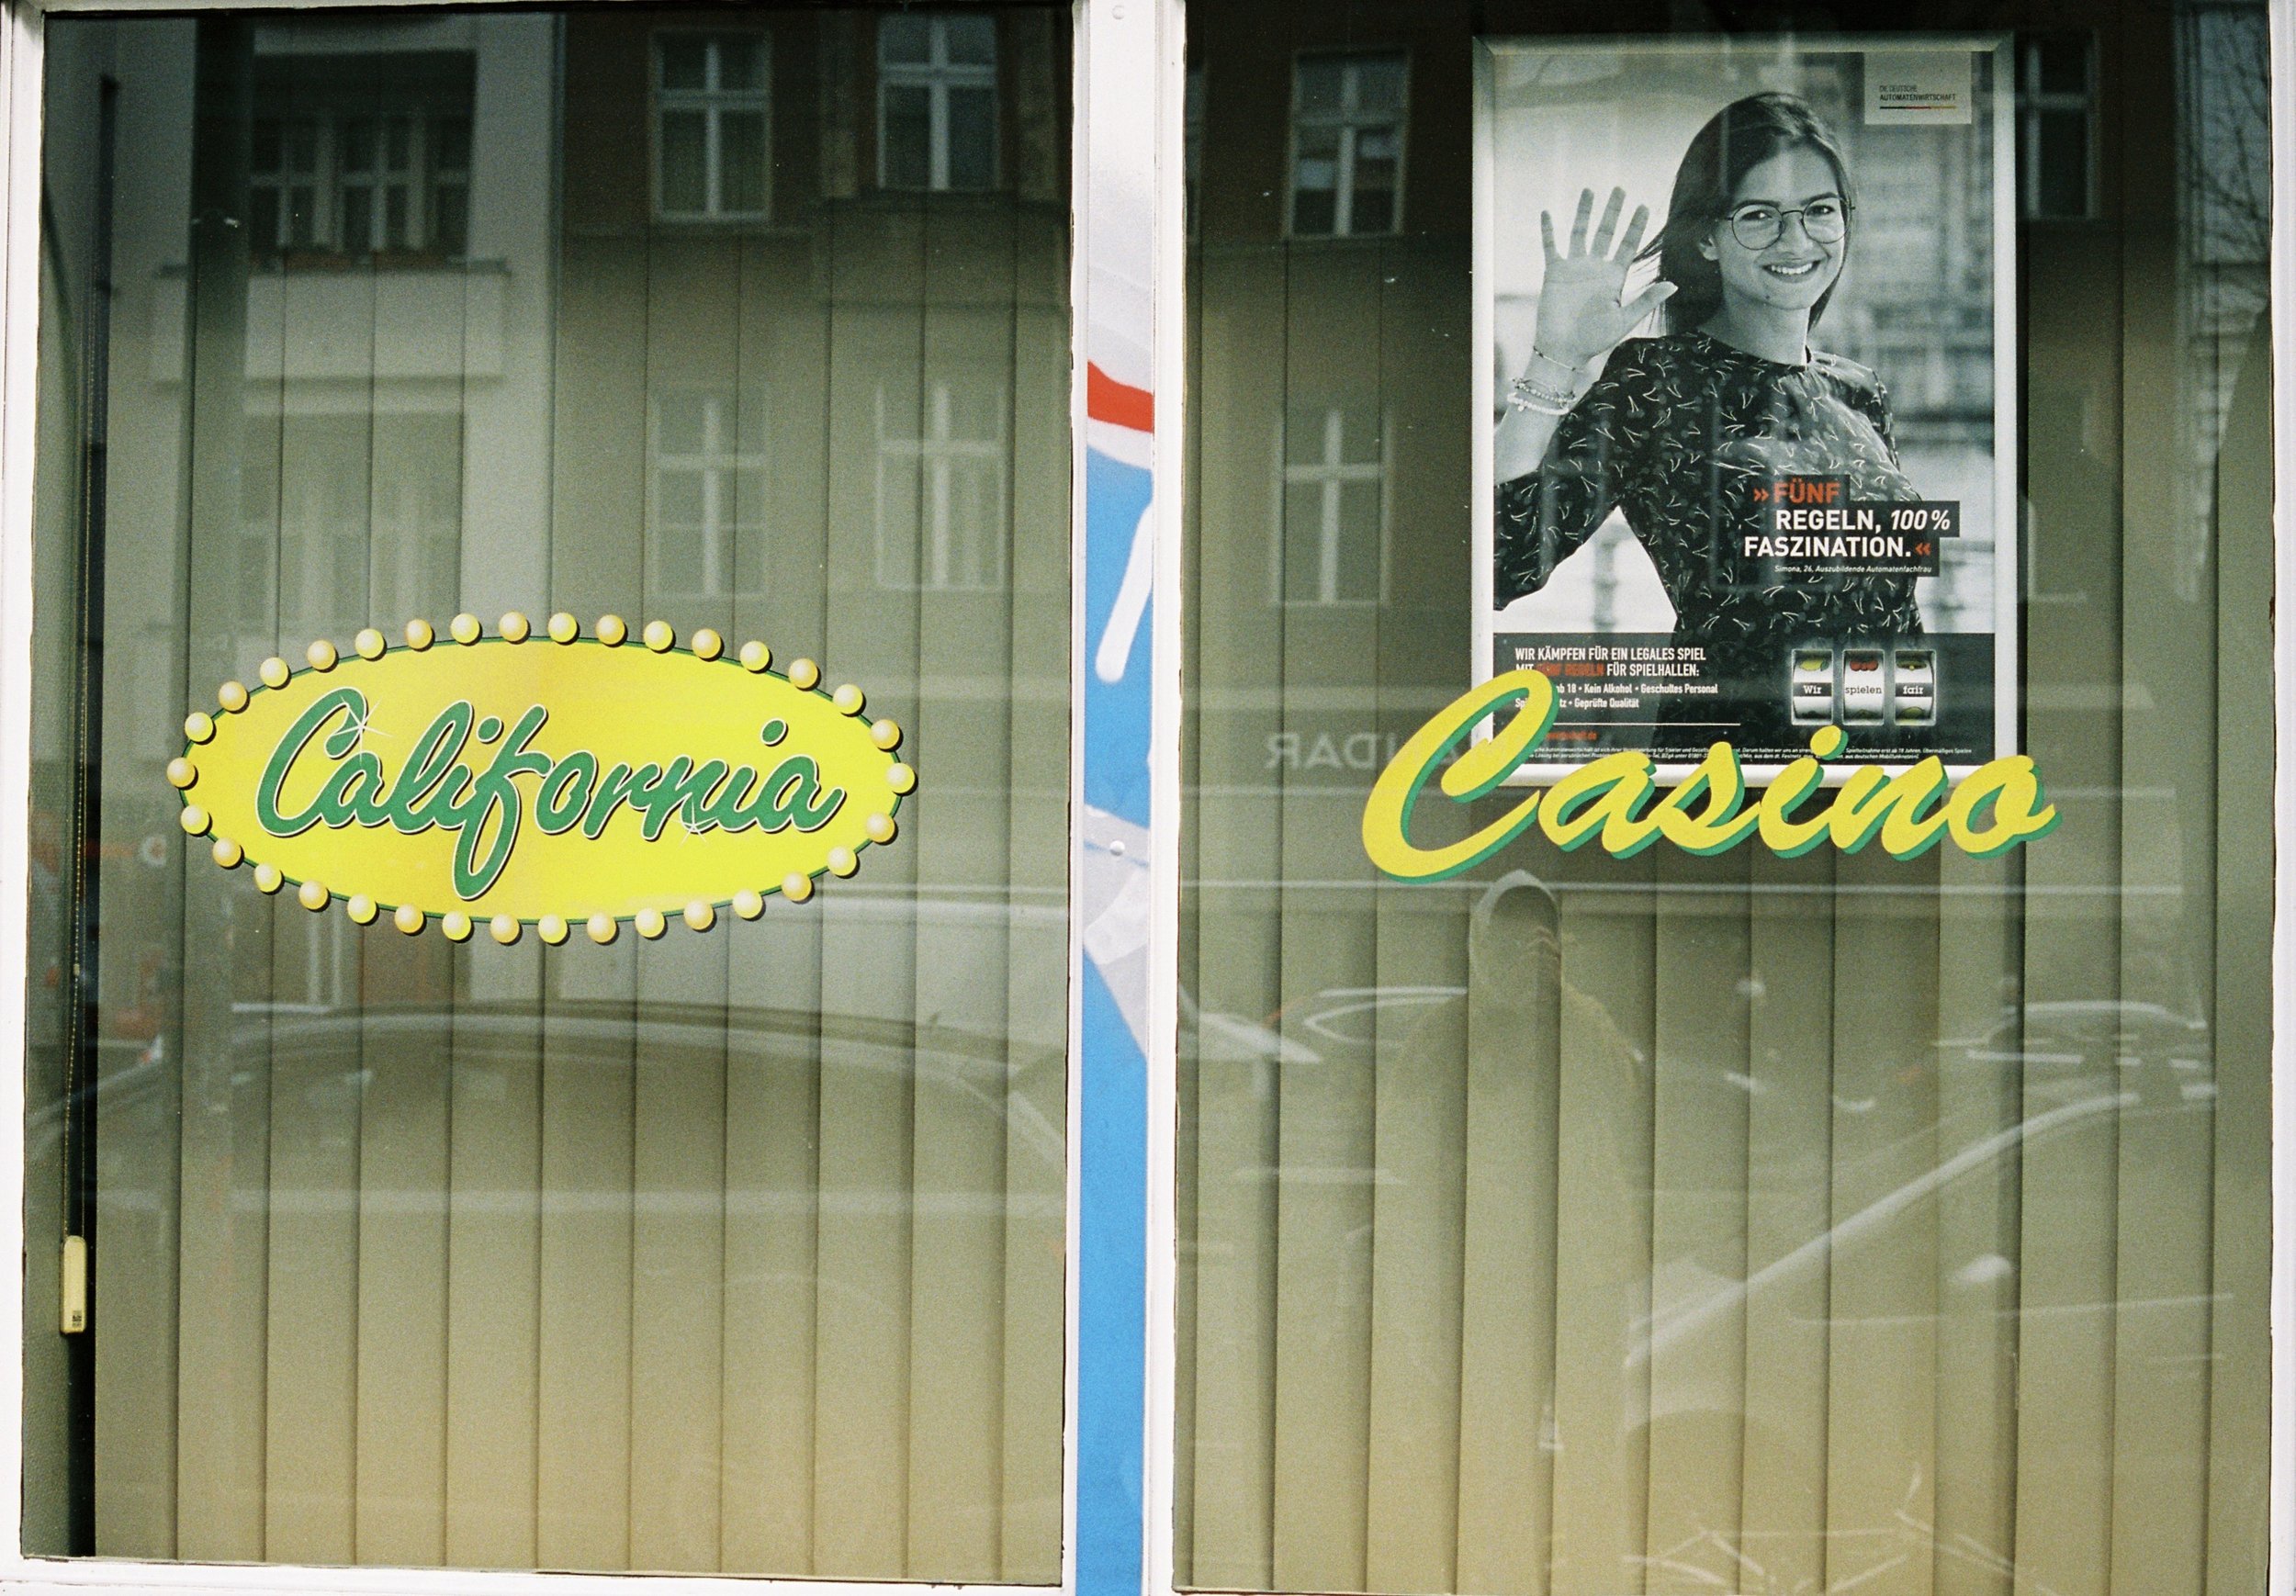 California
DIE DEUTSCHE
AUTOMATENWIRTSCHAFT
»FÜNF
REGELN, 100%
FASZINATION.«
Simona, 26, Auszubildende Automatenfachfrau
WIR KÄMPFEN FÜR EIN LEGALES SPIEL
MIT FÜNF REGELN FÜR SPIELHALLEN:
ab 18 • Kein Alkohol • Geschultes Personal
• Geprüfte Qualität
Wir spielen fair
Casino